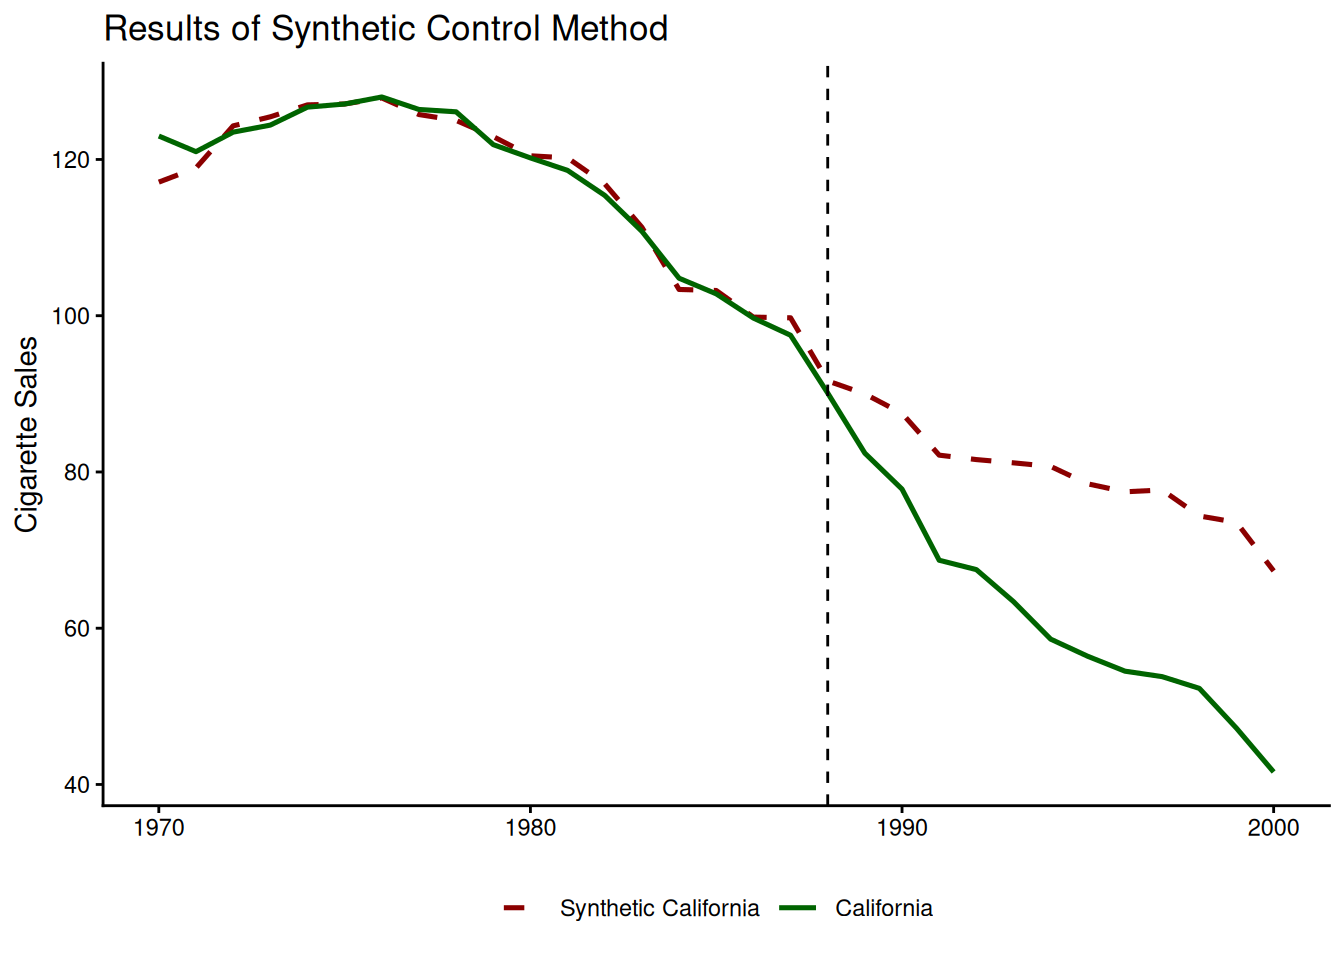 Results of Synthetic Control Method
Cigarette Sales
120
100
80
60
40
1970 1980 1990 2000
Synthetic California California